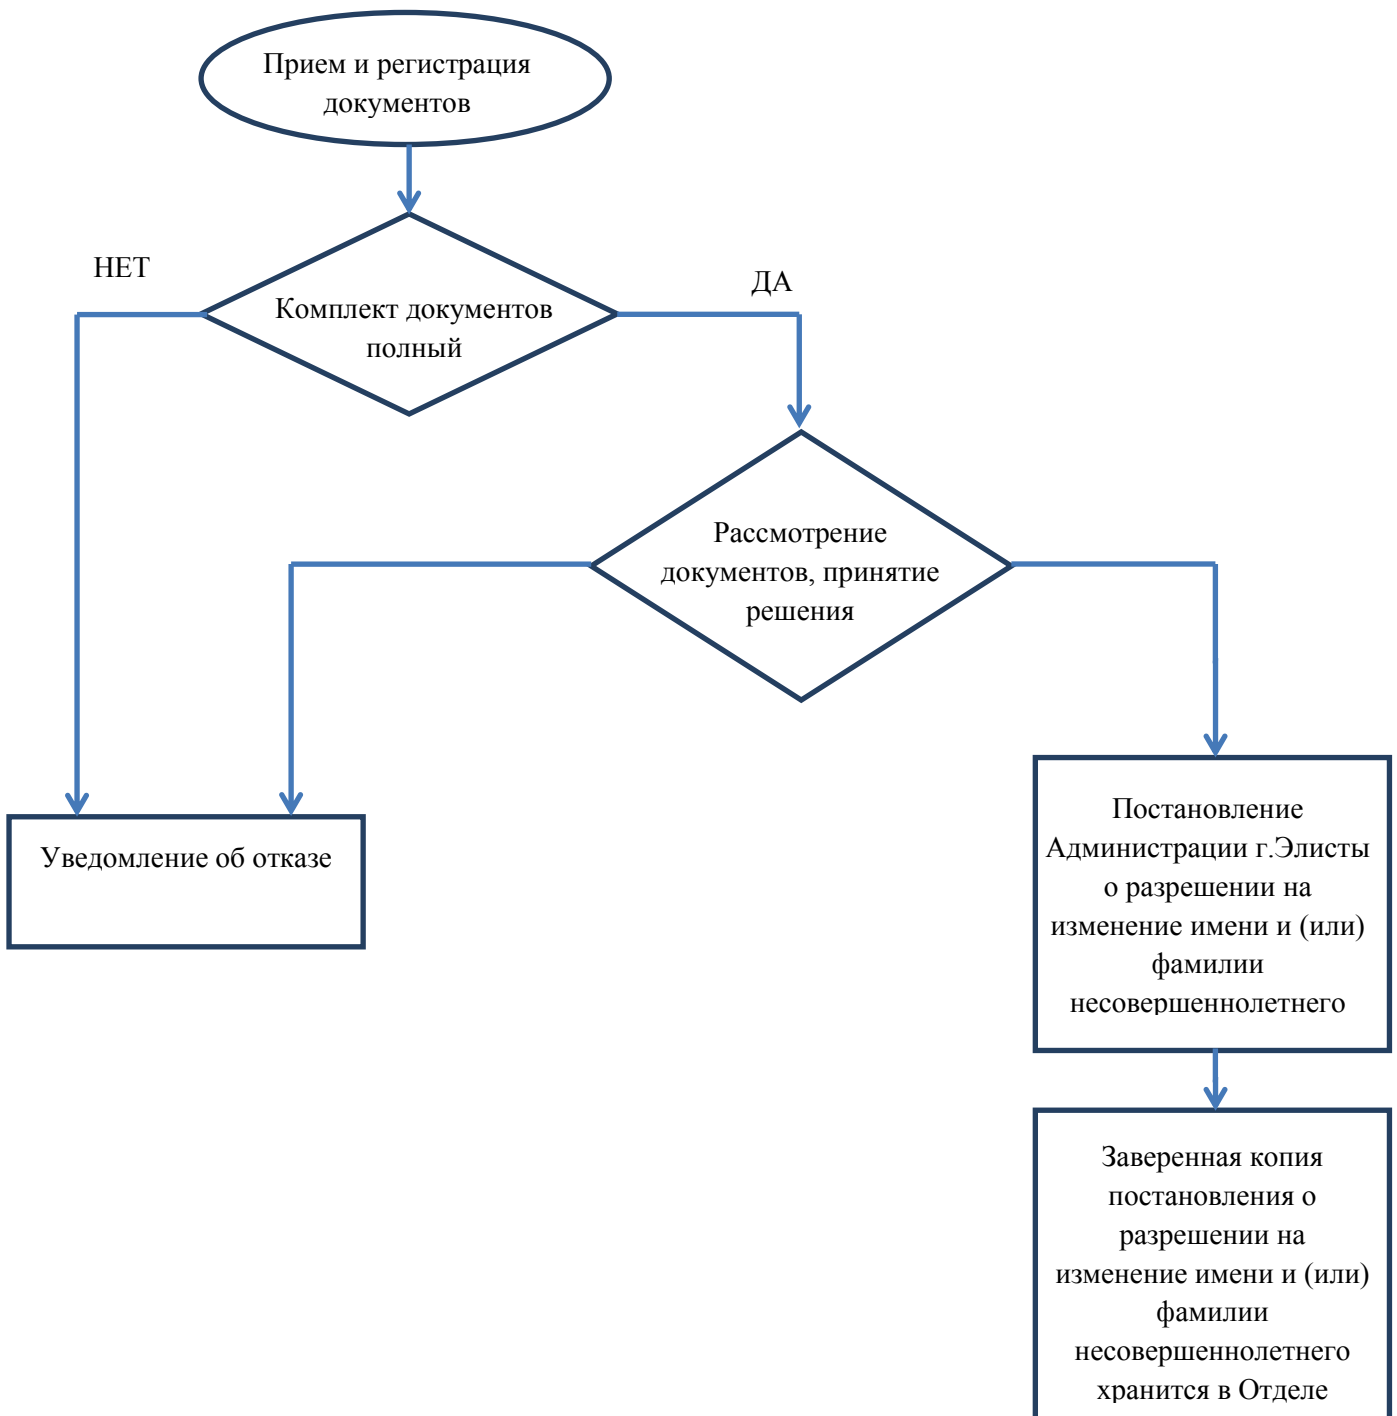 Прием и регистрация
документов
НЕТ
ДА
Комплект документов
полный
Рассмотрение
документов, принятие
решения
Уведомление об отказе
Постановление
Администрации г.Элисты
о разрешении на
изменение имени и (или)
фамилии
несовершеннолетнего
Заверенная копия
постановления о
разрешении на
изменение имени и (или)
фамилии
несовершеннолетнего
хранится в Отделе